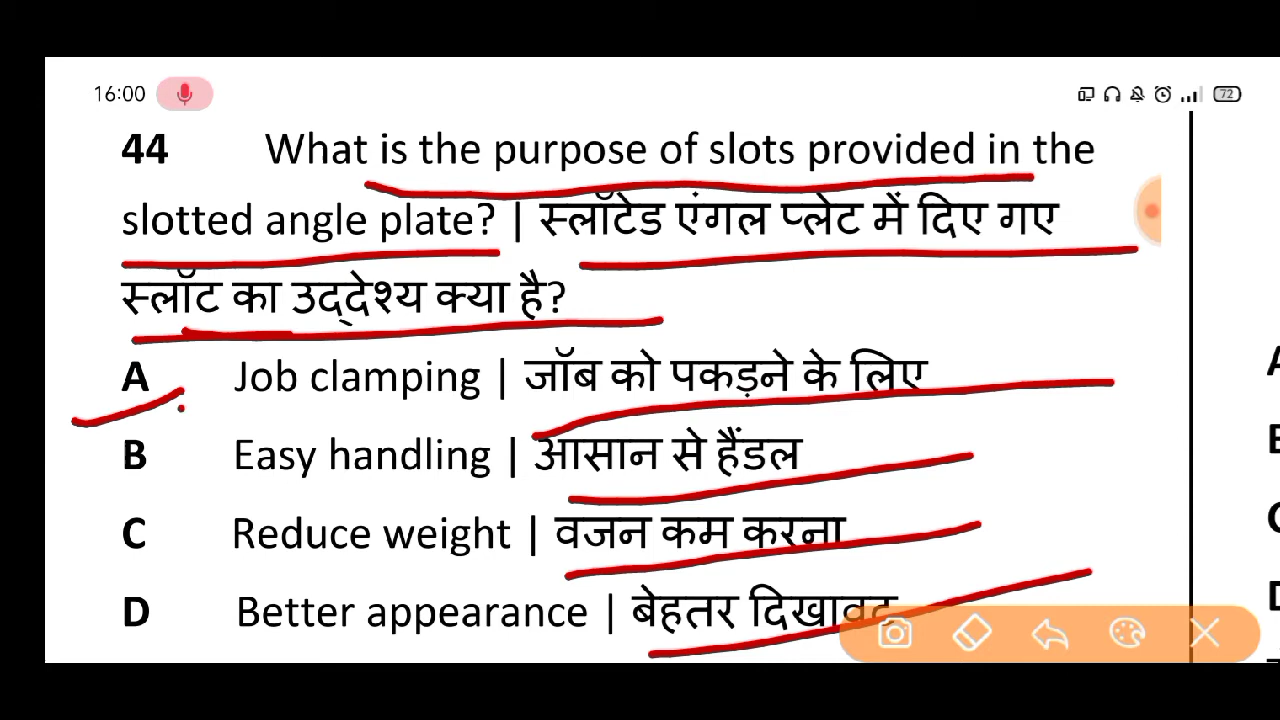 16:00
72
44 What is the purpose of slots provided in the
slotted angle plate? | स्लॉटेड एंगल प्लेट में दिए गए
स्लॉट का उद्देश्य क्या है?
A Job clamping | जॉब को पकड़ने के लिए
B Easy handling | आसान से हैंडल
C Reduce weight | वजन कम करना
D Better appearance | बेहतर दिखावट